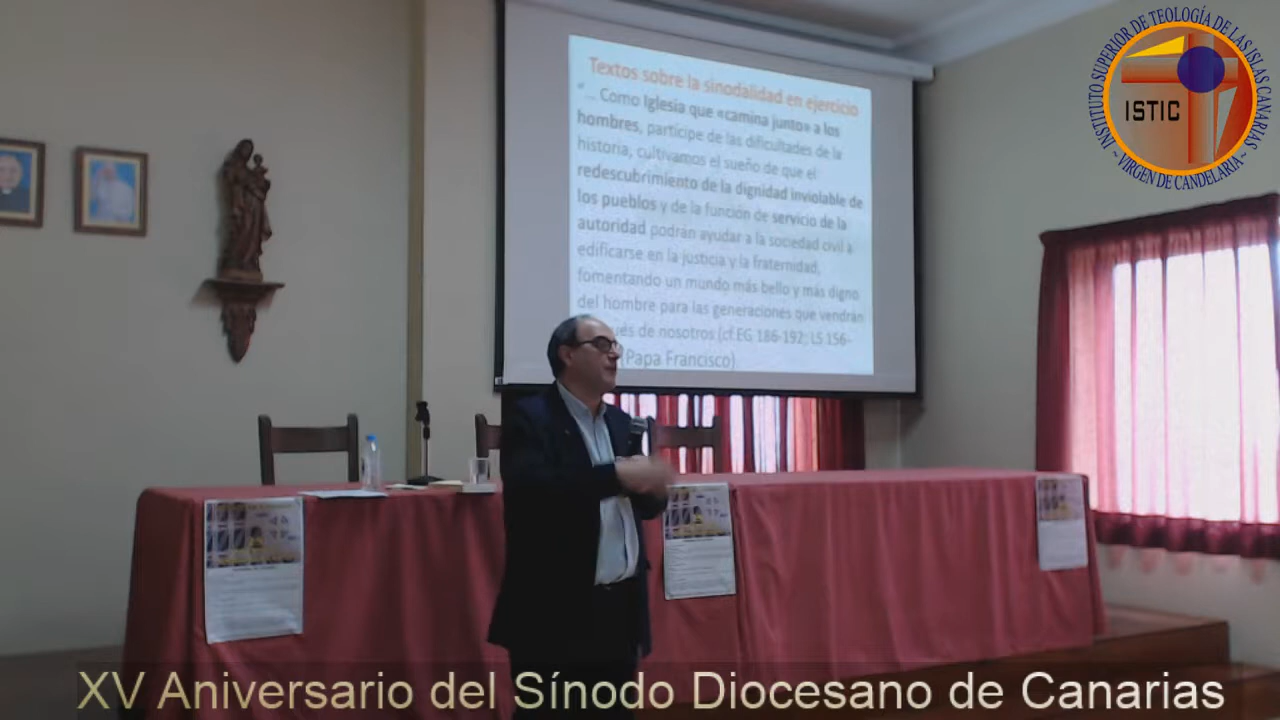 Textos sobre la sinodalidad en ejercicio
"... Como Iglesia que «camina junto» a los
hombres, partícipe de las dificultades de la
historia, cultivamos el sueño de que el
redescubrimiento de la dignidad inviolable de
los pueblos y de la función de servicio de la
autoridad podrán ayudar a la sociedad civil a
edificarse en la justicia y la fraternidad,
fomentando un mundo más bello y más digno
del hombre para las generaciones que vendrán
ués de nosotros (cf.EG 186-192; LS 156-
(Papa Francisco)
INSTITUTO SUPERIOR DE TEOLOGÍA DE LAS ISLAS CANARIAS
ISTIC
~ VIRGEN DE CANDELARIA ~
XV Aniversario del Sínodo Diocesano de Canarias